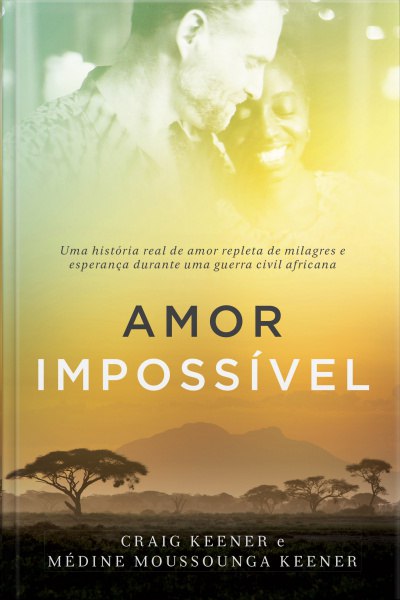 Uma história real de amor repleta de milagres e
esperança durante uma guerra civil africana
AMOR
IMPOSSÍVEL
CRAIG KEENER e
MÉDINE MOUSSOUNGA KEENER